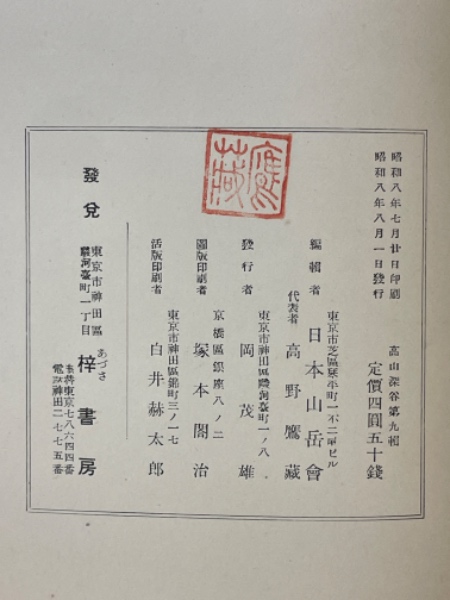 昭和八年七月廿日印刷
昭和八年八月一日發行
高山深谷第九輯
定價四圓五十錢
編輯者
東京市芝區琴平町一不二屋ビル
日本山岳會
代表者 高野鷹藏
發行者
東京市神田區駿河臺町一ノ八
岡茂雄
圖版印刷者
京橋區銀座八ノ二
塚本閤治
活版印刷者
東京市神田區錦町三ノ一七
白井赫太郎
發兌
東京市神田區
駿河臺町一丁目
あづさ
梓書房
振替東京七八六四四番
電話神田二七七五番
鷹藏